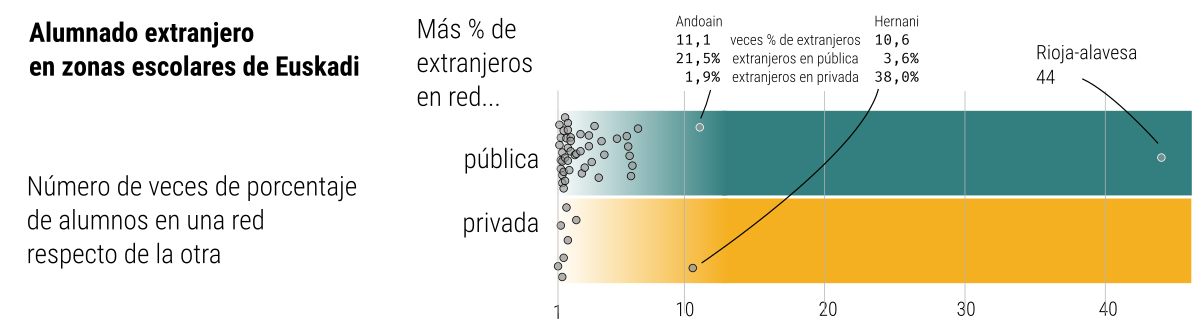 Alumnado extranjero
en zonas escolares de Euskadi
Número de veces de porcentaje
de alumnos en una red
respecto de la otra
Más % de
extranjeros
en red...
pública
privada
Andoain Hernani
11,1 veces % de extranjeros 10,6
21,5% extranjeros en pública 3,6%
1,9% extranjeros en privada 38,0%
Rioja-alavesa
44
1 10 20 30 40